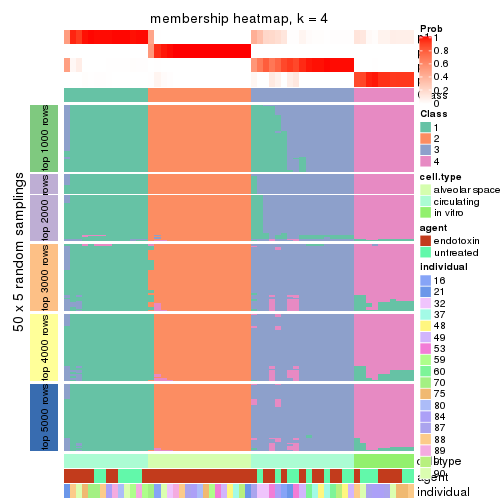 membership heatmap, k = 4
50 x 5 random samplings
top 1000 rows
top 2000 rows
top 3000 rows
top 4000 rows
top 5000 rows
Prob
1
0.8
0.6
0.4
0.2
0
Class
1
2
3
4
cell.type
alveolar space
circulating
in vitro
agent
endotoxin
untreated
individual
16
21
32
37
48
49
53
59
60
70
75
80
84
87
88
89
90
agent
individual